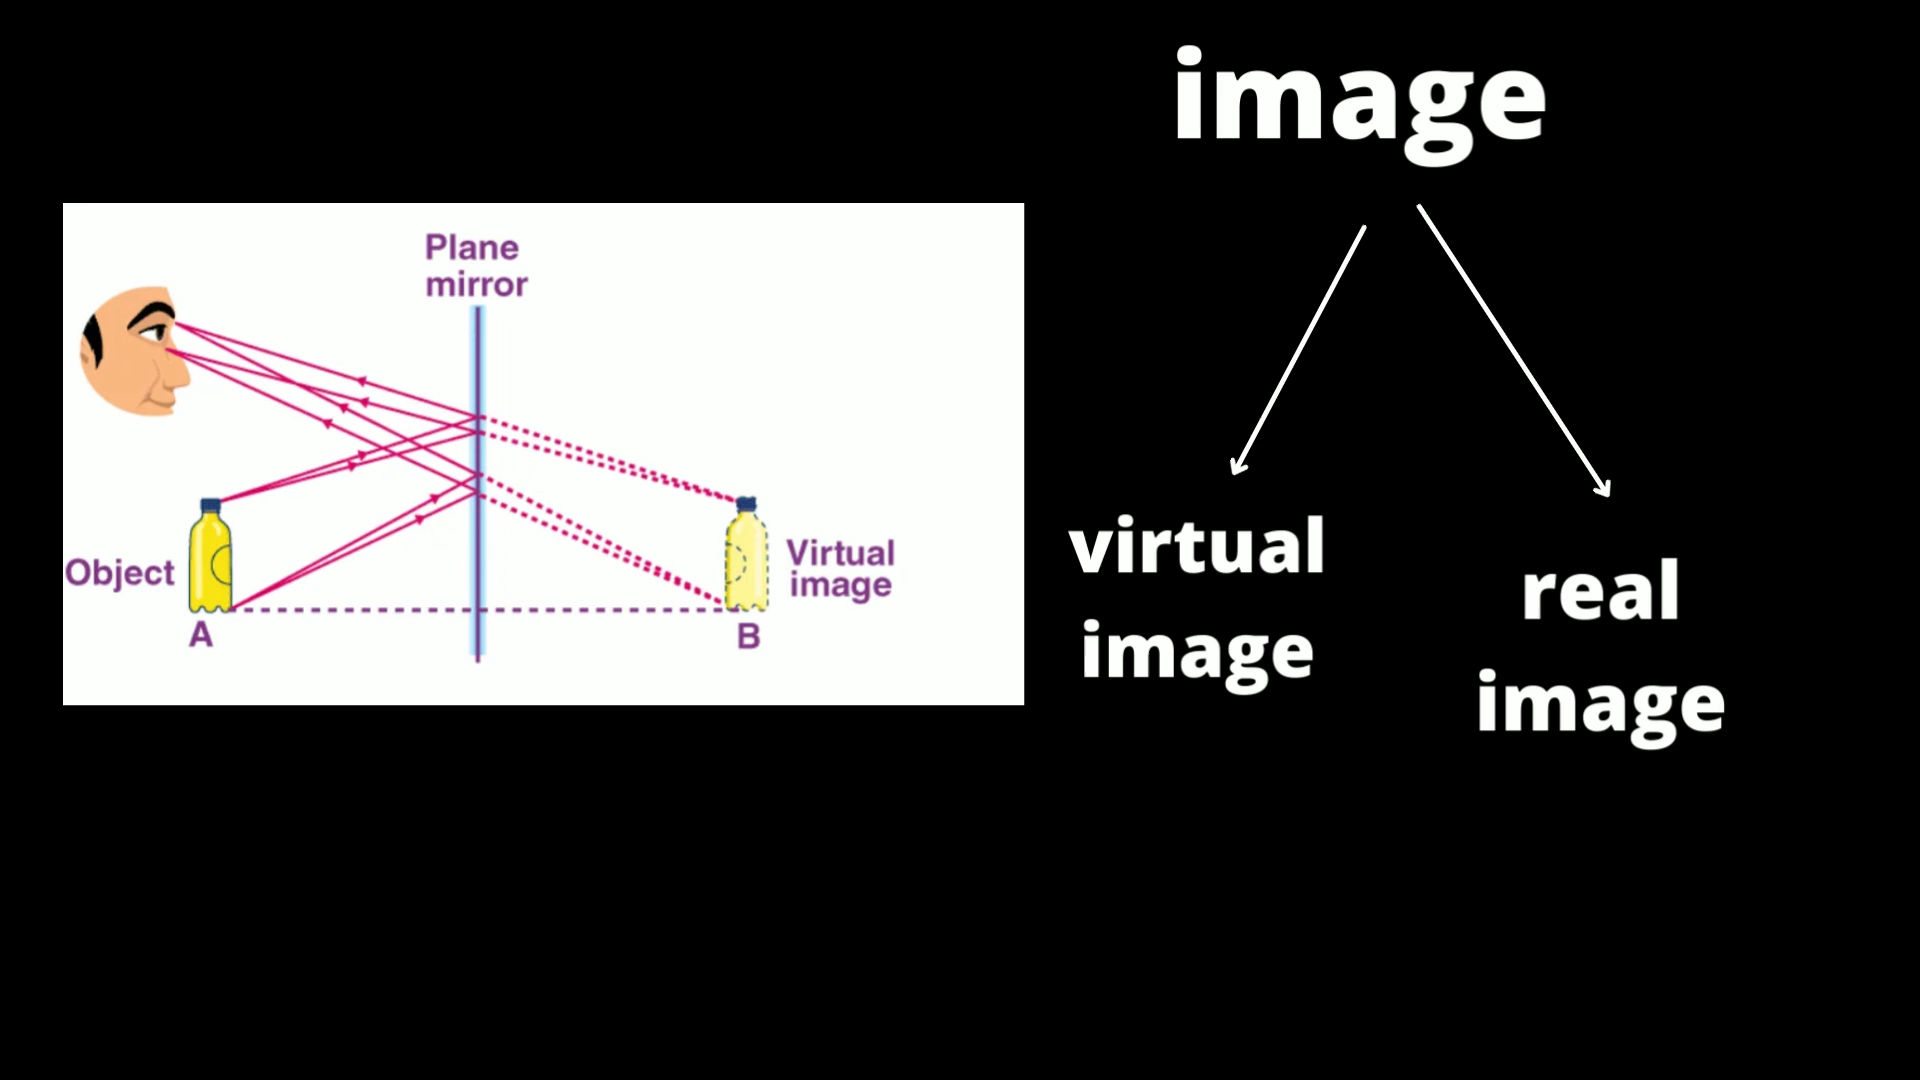 image
Plane
mirror
Object
Virtual
image
A
B
virtual
image
real
image